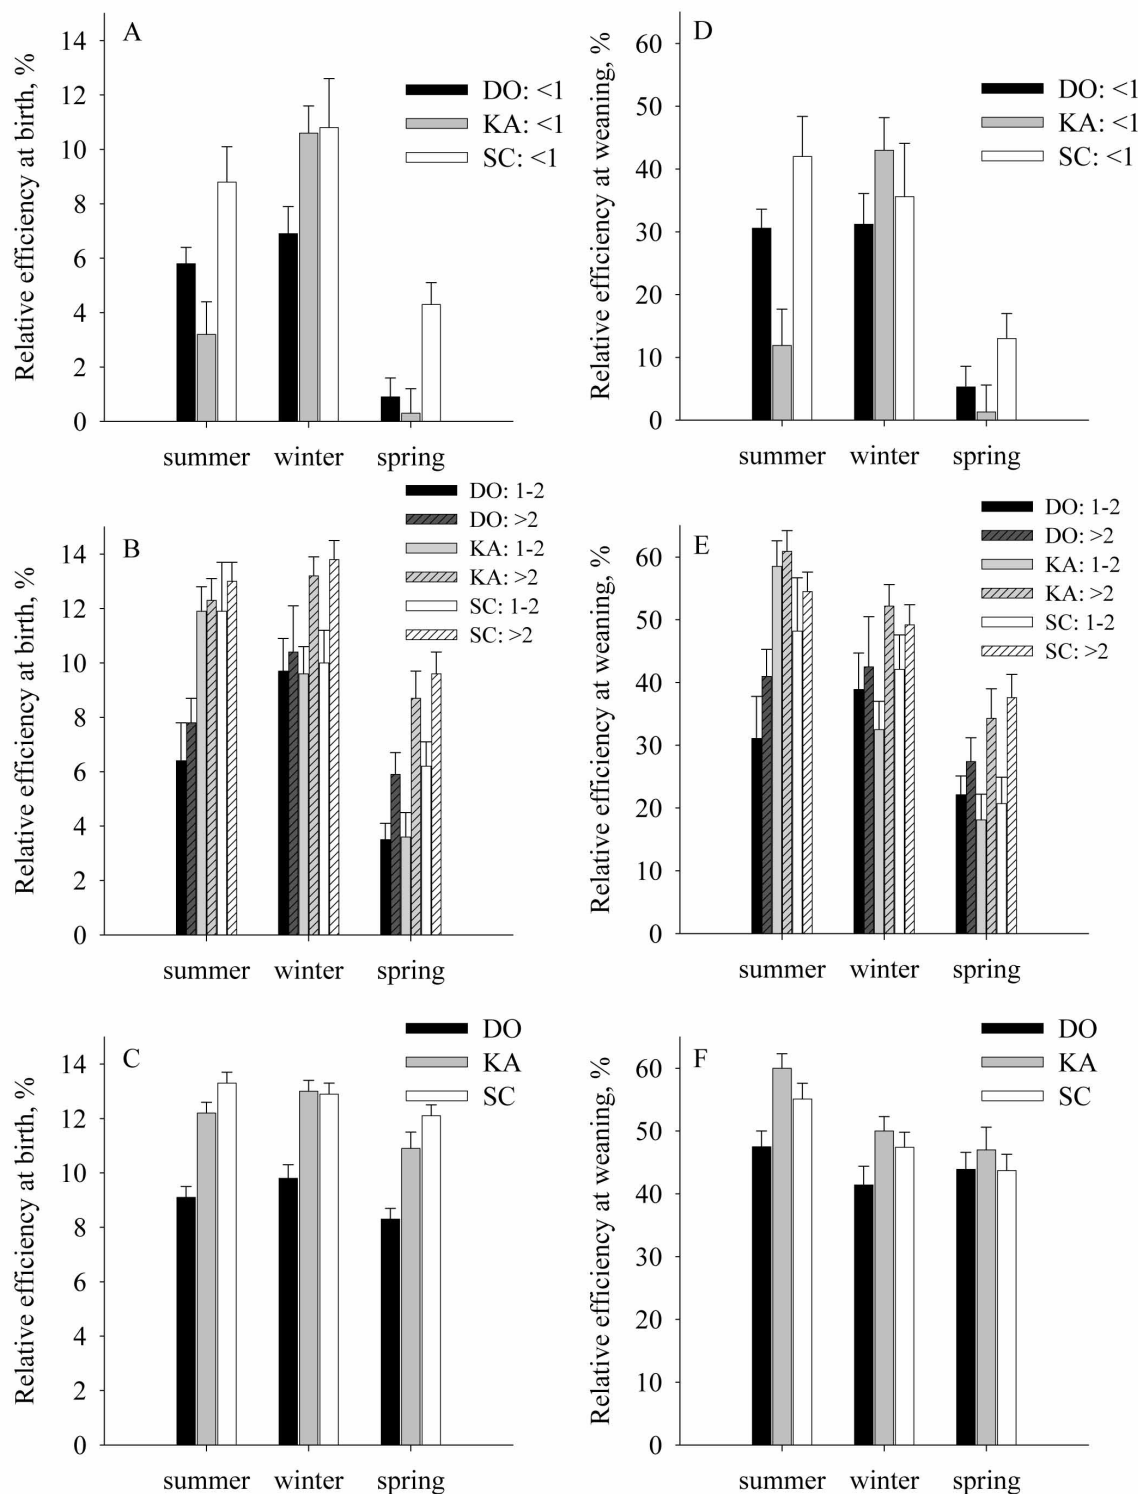 A
Relative efficiency at birth, %
14
12
10
8
6
4
2
0
DO: <1
KA: <1
SC: <1
summer winter spring
D
Relative efficiency at weaning, %
60
50
40
30
20
10
0
DO: <1
KA: <1
SC: <1
summer winter spring
B
Relative efficiency at birth, %
14
12
10
8
6
4
2
0
DO: 1-2
DO: >2
KA: 1-2
KA: >2
SC: 1-2
SC: >2
summer winter spring
E
Relative efficiency at weaning, %
60
50
40
30
20
10
0
DO: 1-2
DO: >2
KA: 1-2
KA: >2
SC: 1-2
SC: >2
summer winter spring
C
Relative efficiency at birth, %
14
12
10
8
6
4
2
0
DO
KA
SC
summer winter spring
F
Relative efficiency at weaning, %
60
50
40
30
20
10
0
DO
KA
SC
summer winter spring